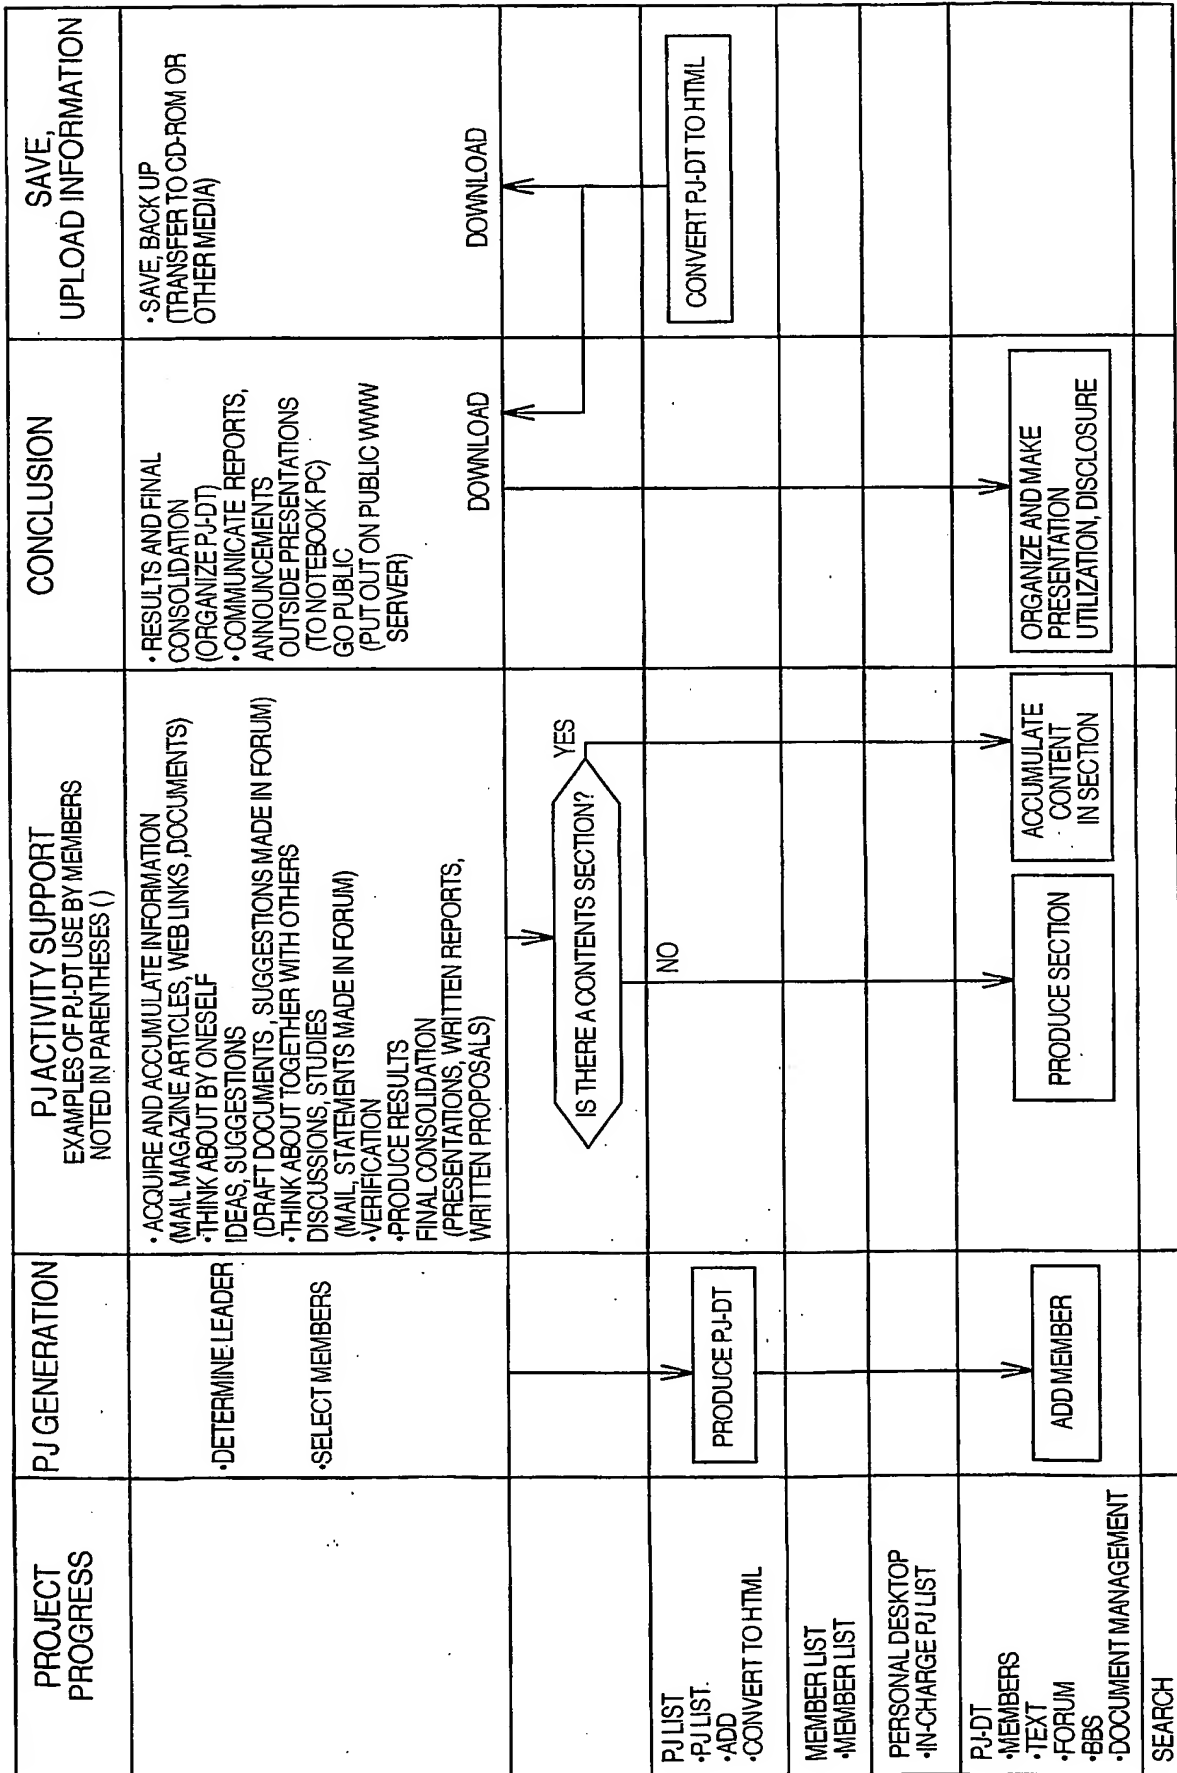 PROJECT
PROGRESS
PJ GENERATION
PJ ACTIVITY SUPPORT
EXAMPLES OF PJ-DT USE BY MEMBERS
NOTED IN PARENTHESES ( )
CONCLUSION
SAVE,
UPLOAD INFORMATION
•DETERMINE LEADER
•SELECT MEMBERS
• ACQUIRE AND ACCUMULATE INFORMATION
(MAIL MAGAZINE ARTICLES, WEB LINKS ,DOCUMENTS)
•THINK ABOUT BY ONESELF
IDEAS, SUGGESTIONS
(DRAFT DOCUMENTS , SUGGESTIONS MADE IN FORUM)
•THINK ABOUT TOGETHER WITH OTHERS
DISCUSSIONS, STUDIES
(MAIL, STATEMENTS MADE IN FORUM)
•VERIFICATION
•PRODUCE RESULTS
FINAL CONSOLIDATION
(PRESENTATIONS, WRITTEN REPORTS,
WRITTEN PROPOSALS)
• RESULTS AND FINAL
CONSOLIDATION
(ORGANIZE PJ-DT)
• COMMUNICATE REPORTS,
ANNOUNCEMENTS
OUTSIDE PRESENTATIONS
(TO NOTEBOOK PC)
GO PUBLIC
(PUT OUT ON PUBLIC WWW
SERVER)
DOWNLOAD
• SAVE, BACK UP
(TRANSFER TO CD-ROM OR
OTHER MEDIA)
DOWNLOAD
IS THERE A CONTENTS SECTION?
YES
NO
PJ LIST
•PJ LIST.
•ADD
•CONVERT TO HTML
PRODUCE PJ-DT
CONVERT PJ-DT TO HTML
MEMBER LIST
•MEMBER LIST
PERSONAL DESKTOP
•IN-CHARGE PJ LIST
PJ-DT
•MEMBERS
•TEXT
•FORUM
•BBS
•DOCUMENT MANAGEMENT
ADD MEMBER
PRODUCE SECTION
ACCUMULATE
CONTENT
IN SECTION
ORGANIZE AND MAKE
PRESENTATION
UTILIZATION, DISCLOSURE
SEARCH